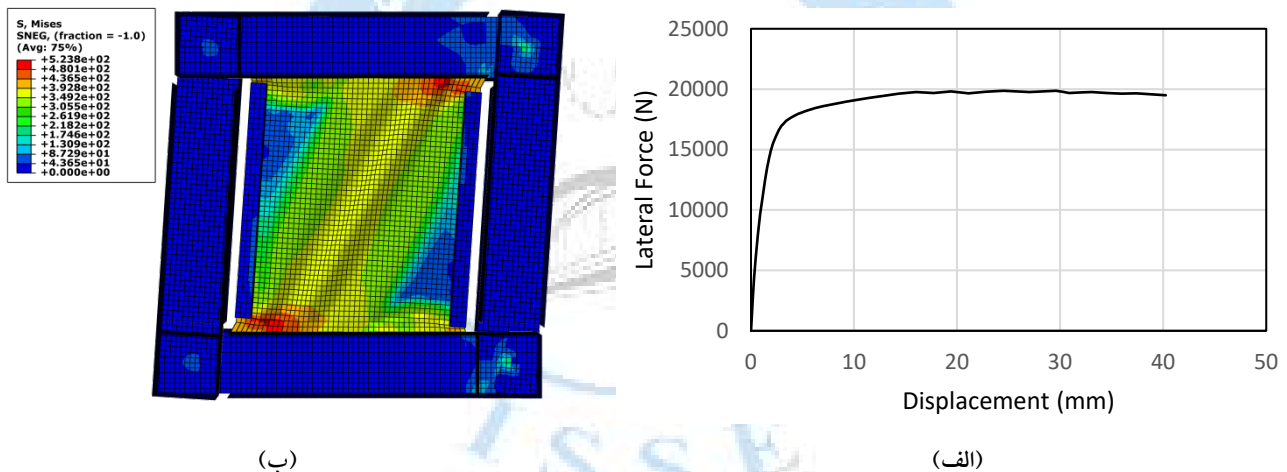 S, Mises
SNEG, (fraction = -1.0)
(Avg: 75%)
+5.238e+02
+4.801e+02
+4.365e+02
+3.928e+02
+3.492e+02
+3.055e+02
+2.619e+02
+2.182e+02
+1.746e+02
+1.309e+02
+8.729e+01
+4.365e+01
+0.000e+00
25000
20000
15000
10000
5000
0
0 10 20 30 40 50
Lateral Force (N)
Displacement (mm)
(ب)
(الف)
I S S E